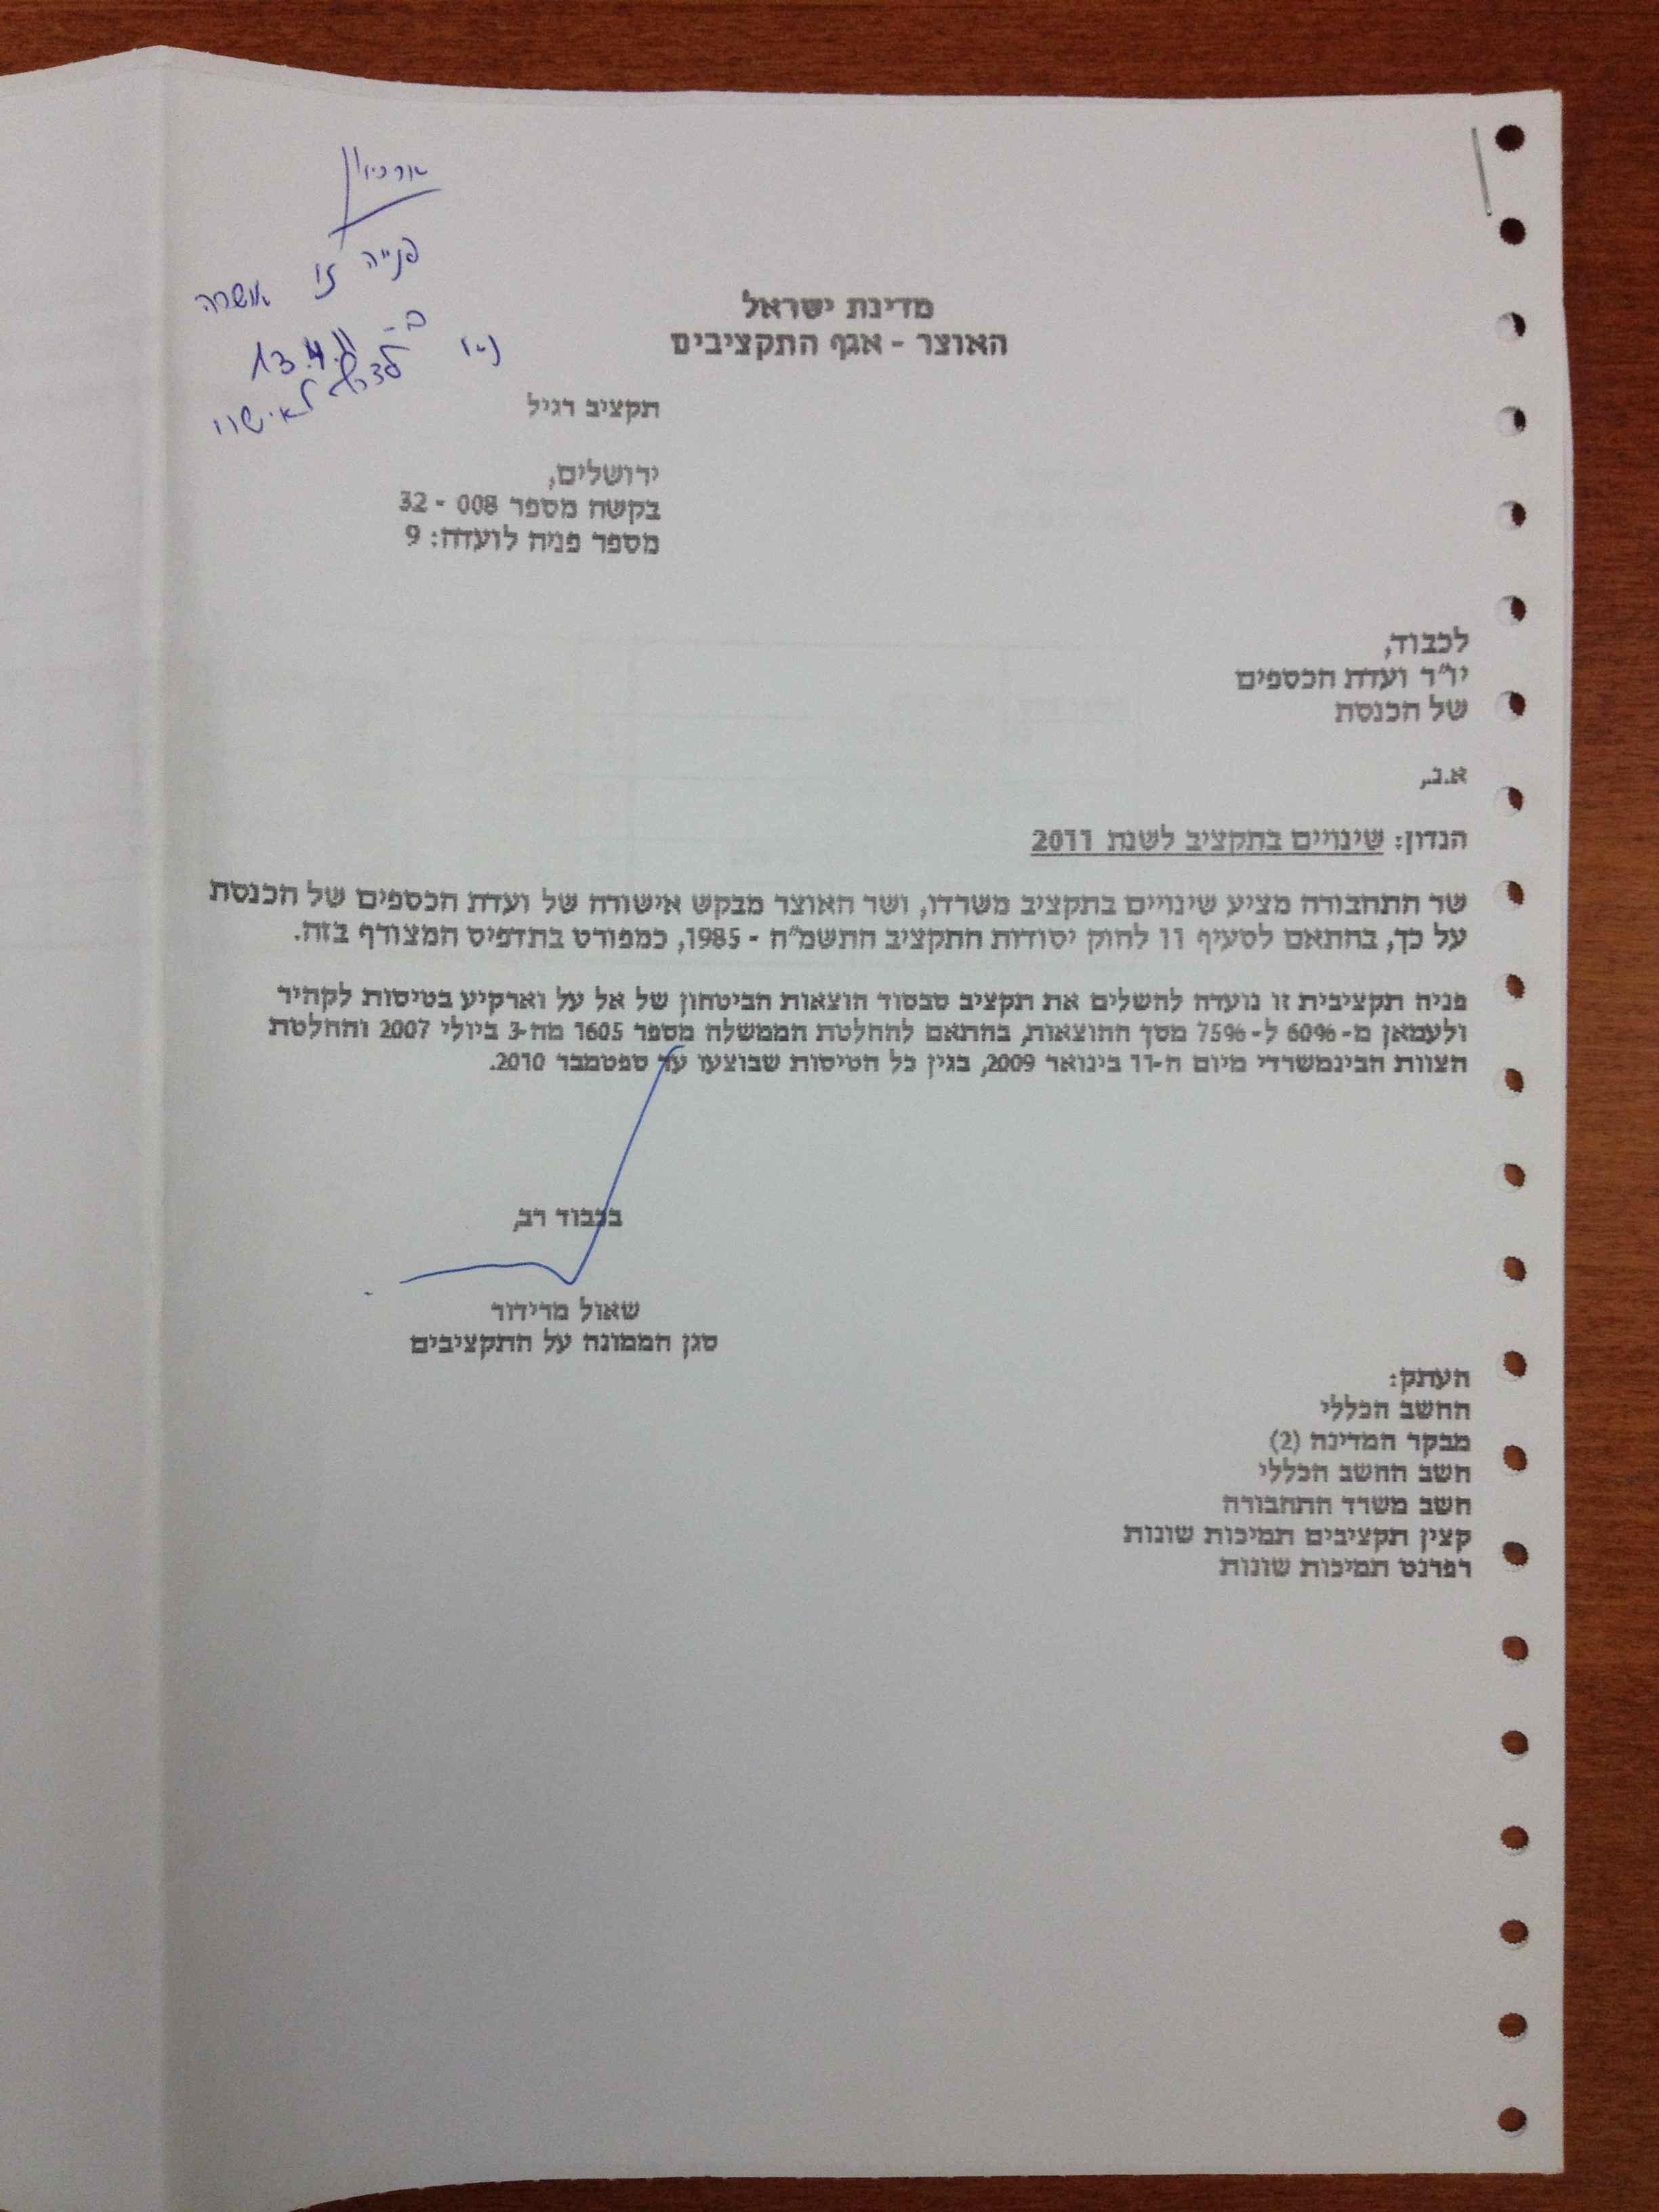 ארכיון
פנייה זו אושרה
ב- 13.4.11
נא לצרף לאישור
מדינת ישראל
האוצר - אגף התקציבים
תקציב רגיל
ירושלים,
בקשה מספר 008 - 32
מספר פניה לועדה: 9
לכבוד,
יו"ר ועדת הכספים
של הכנסת
א.נ.,
הנדון: שינויים בתקציב לשנת 2011
שר התחבורה מציע שינויים בתקציב משרדו, ושר האוצר מבקש אישורה של ועדת הכספים של הכנסת
על כך, בהתאם לסעיף 11 לחוק יסודות התקציב התשמ"ה - 1985, כמפורט בתדפיס המצורף בזה.
פניה תקציבית זו נועדה להשלים את תקציב סבסוד הוצאות הביטחון של אל על וארקיע בטיסות לקהיר
ולעמאן מ- 60% ל- 75% מסך ההוצאות, בהתאם להחלטת הממשלה מספר 1605 מה-3 ביולי 2007 והחלטת
הצוות הבינמשרדי מיום ה-11 בינואר 2009, בגין כל הטיסות שבוצעו עד ספטמבר 2010.
בכבוד רב,
שאול מרידור
סגן הממונה על התקציבים
העתק:
החשב הכללי
מבקר המדינה (2)
חשב החשב הכללי
חשב משרד התחבורה
קצין תקציבים תמיכות שונות
רפרנט תמיכות שונות